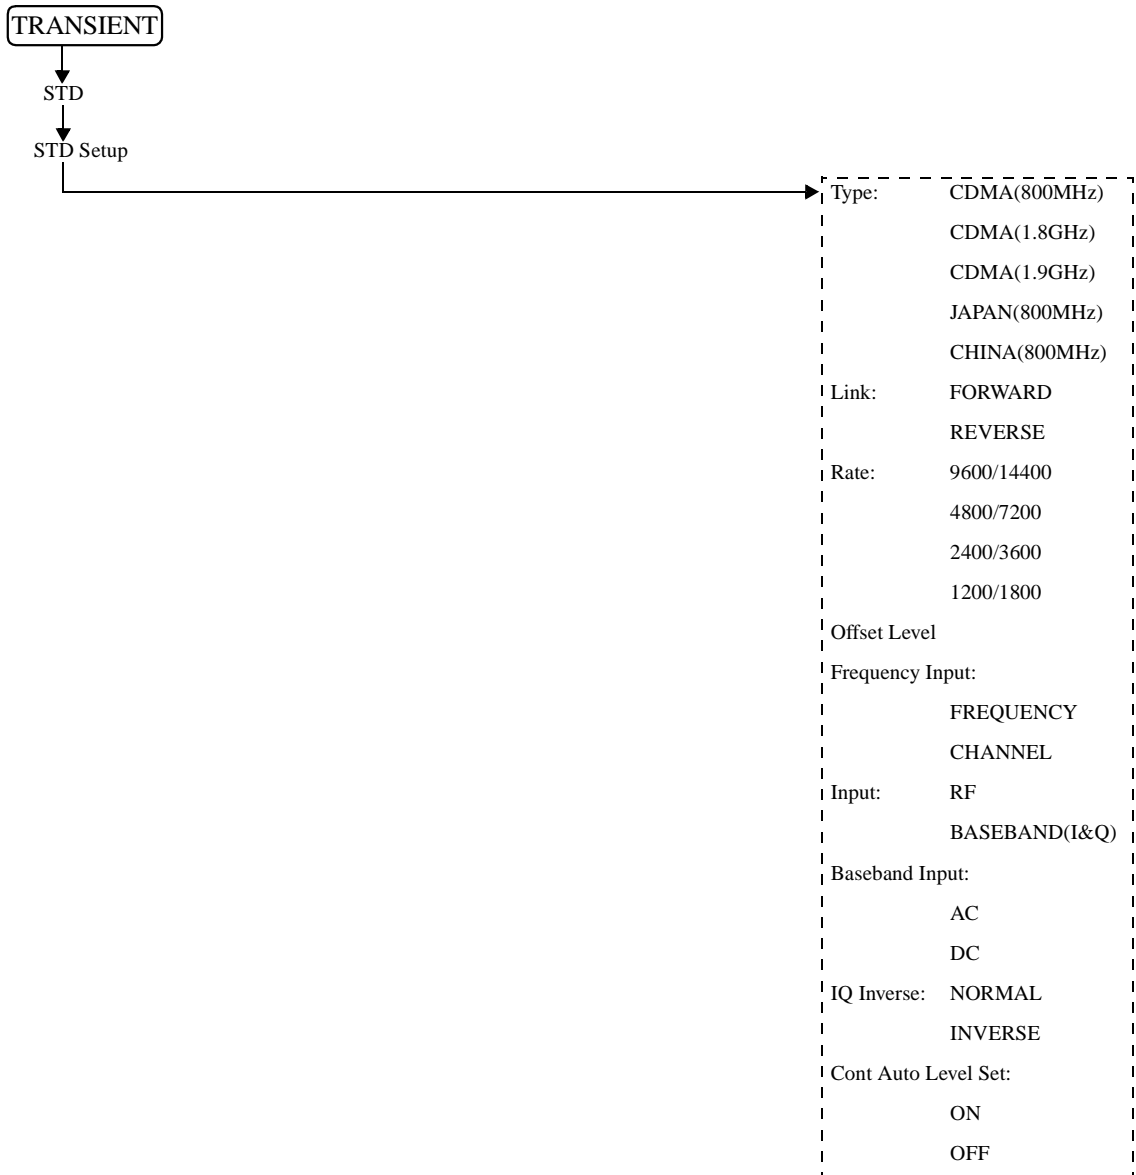 TRANSIENT
STD
STD Setup
Type: CDMA(800MHz)
CDMA(1.8GHz)
CDMA(1.9GHz)
JAPAN(800MHz)
CHINA(800MHz)
Link: FORWARD
REVERSE
Rate: 9600/14400
4800/7200
2400/3600
1200/1800
Offset Level
Frequency Input:
FREQUENCY
CHANNEL
Input: RF
BASEBAND(I&Q)
Baseband Input:
AC
DC
IQ Inverse: NORMAL
INVERSE
Cont Auto Level Set:
ON
OFF